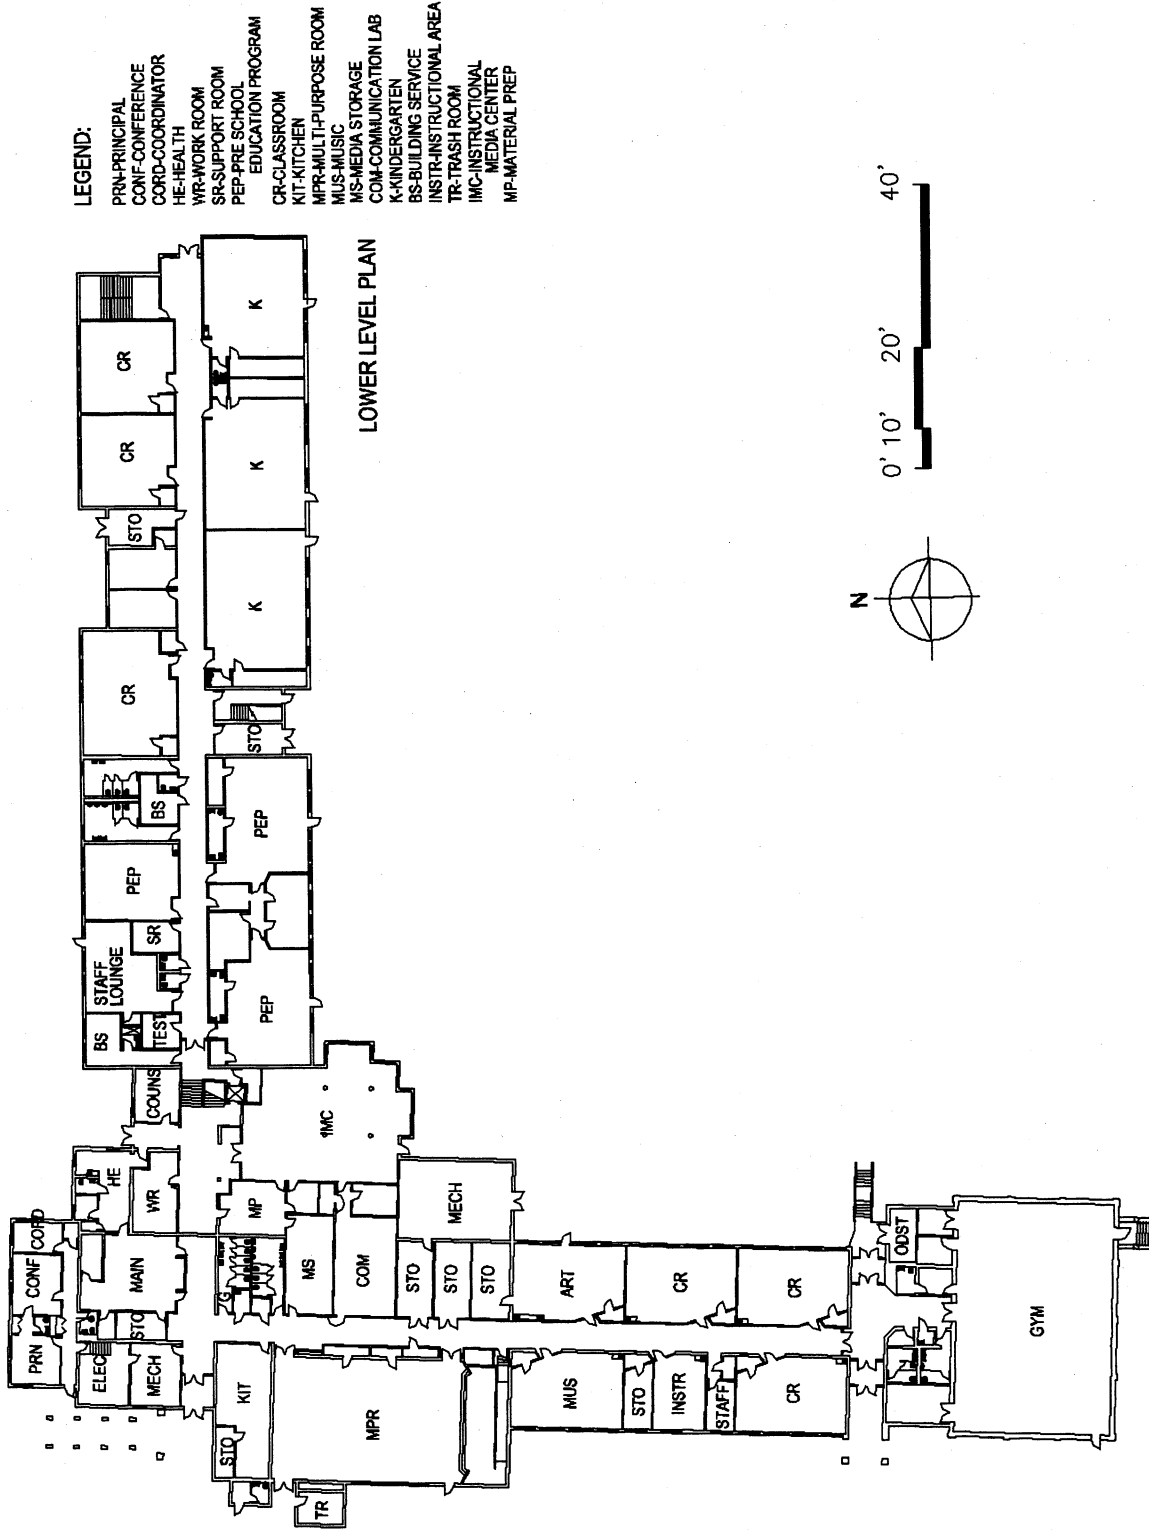 LEGEND:
PRN-PRINCIPAL
CONF-CONFERENCE
CORD-COORDINATOR
HE-HEALTH
WR-WORK ROOM
SR-SUPPORT ROOM
PEP-PRE SCHOOL
EDUCATION PROGRAM
CR-CLASSROOM
KIT-KITCHEN
MPR-MULTI-PURPOSE ROOM
MUS-MUSIC
MS-MEDIA STORAGE
COM-COMMUNICATION LAB
K-KINDERGARTEN
BS-BUILDING SERVICE
INSTR-INSTRUCTIONAL AREA
TR-TRASH ROOM
IMC-INSTRUCTIONAL
MEDIA CENTER
MP-MATERIAL PREP
LOWER LEVEL PLAN
0' 10' 20' 40'
N
CR
CR
STO
CR
BS
PEP
SR
STAFF
LOUNGE
BS
TEST
COUNS
K
K
K
STO
PEP
PEP
IMC
HE
WR
CORD
CONF
PRN
MAIN
STO
ELEC
MECH
MP
MS
COM
MECH
STO
STO
STO
ART
CR
CR
G
KIT
STO
MPR
TR
MUS
STO
INSTR
STAFF
CR
ODST
GYM